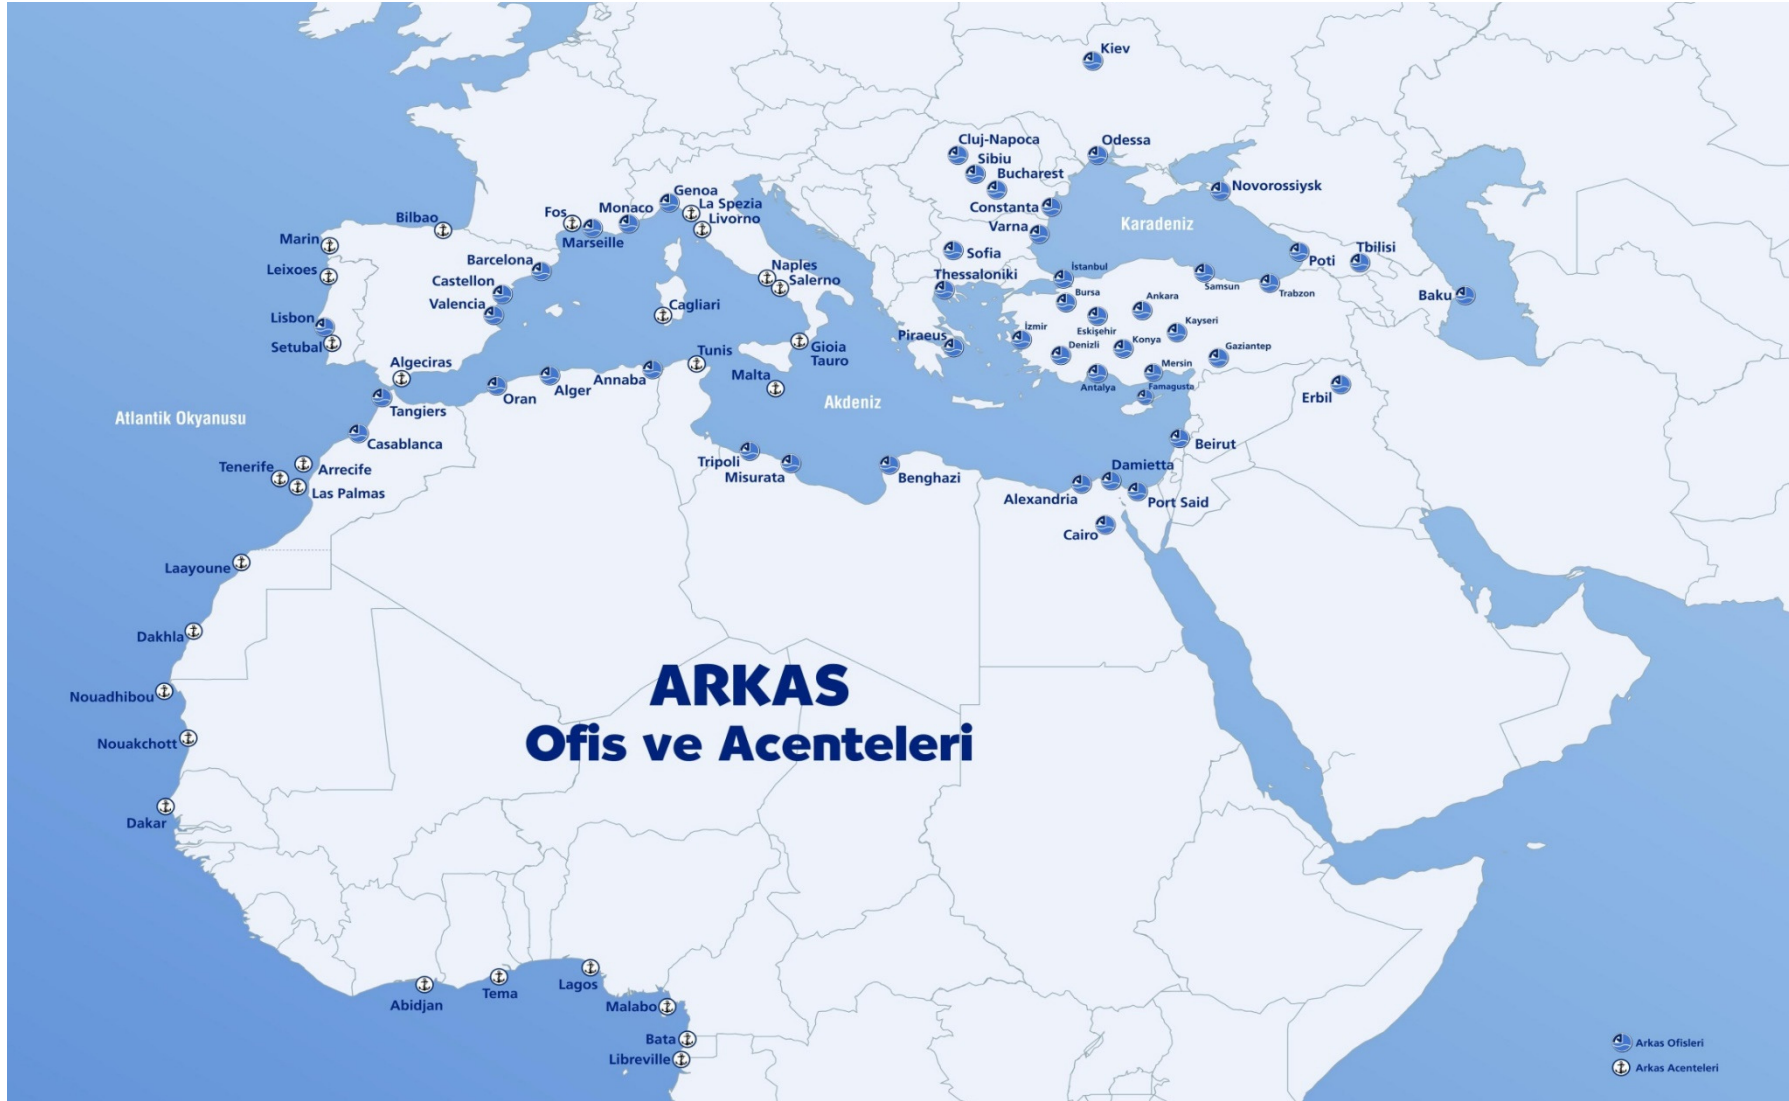 Kiev
Cluj-Napoca
Odessa
Sibiu
Bucharest
Novorossiysk
Genoa
La Spezia
Constanta
Fos
Monaco
Livorno
Bilbao
Varna
Karadeniz
Marin
Marseille
Tbilisi
Sofia
Poti
Barcelona
Naples
Leixoes
Thessaloniki
İstanbul
Castellon
Salerno
Samsun
Trabzon
Baku
Bursa
Ankara
Valencia
Cagliari
Lisbon
Kayseri
Piraeus
İzmir
Eskişehir
Setubal
Gioia
Tauro
Denizli
Konya
Gaziantep
Algeciras
Tunis
Mersin
Annaba
Malta
Antalya
Famagusta
Oran
Alger
Akdeniz
Erbil
Tangiers
Atlantik Okyanusu
Casablanca
Beirut
Tripoli
Damietta
Tenerife
Arrecife
Misurata
Benghazi
Las Palmas
Alexandria
Port Said
Cairo
Laayoune
Dakhla
ARKAS
Ofis ve Acenteleri
Nouadhibou
Nouakchott
Dakar
Lagos
Tema
Abidjan
Malabo
Bata
Libreville
Arkas Ofisleri
Arkas Acenteleri